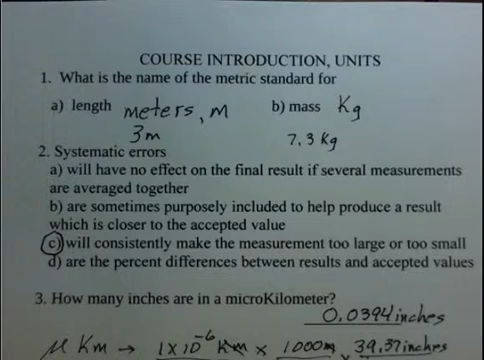 COURSE INTRODUCTION, UNITS
1. What is the name of the metric standard for
a) length meters, m b) mass Kg
3m 7.3 Kg
2. Systematic errors
a) will have no effect on the final result if several measurements
are averaged together
b) are sometimes purposely included to help produce a result
which is closer to the accepted value
c) will consistently make the measurement too large or too small
d) are the percent differences between results and accepted values
3. How many inches are in a microKilometer?
0.0394 inches
μ Km → 1x10⁻⁶ Km x 1000m x 39.37 inches